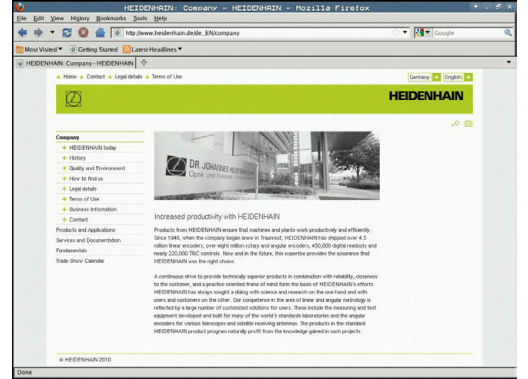 HEIDENHAIN: Company - HEIDENHAIN - Mozilla Firefox
File Edit View History Bookmarks Tools Help
http://www.heidenhain.de/de_EN/company
Google
Most Visited Getting Started Latest Headlines
HEIDENHAIN: Company - HEIDENHAIN
Home Contact Legal details Terms of Use
Germany English
HEIDENHAIN
Company
HEIDENHAIN today
History
Quality and Environment
How to find us
Legal details
Terms of Use
Business information
Contact
Products and Applications
Services and Documentation
Fundamentals
Trade Show Calendar
DR. JOHANNES HEIDENHAIN
Optik und Elektronik
Increased productivity with HEIDENHAIN
Products from HEIDENHAIN ensure that machines and plants work productively and efficiently.
Since 1948, when the company began anew in Traunreut, HEIDENHAIN has shipped over 4.5
million linear encoders, over eight million rotary and angular encoders, 450,000 digital readouts and
nearly 220,000 TNC controls. Now and in the future, this expertise provides the assurance that
HEIDENHAIN was the right choice.
A continuous drive to provide technically superior products in combination with reliability, closeness
to the customer, and a practice-oriented frame of mind form the basis of HEIDENHAIN's efforts.
HEIDENHAIN has always sought a dialog with science and research on the one hand and with
users and customers on the other. Our competence in the area of linear and angular metrology is
reflected by a large number of customized solutions for users. These include the measuring and test
equipment developed and built for many of the world's standards laboratories and the angular
encoders for various telescopes and satellite receiving antennas. The products in the standard
HEIDENHAIN product program naturally profit from the knowledge gained in such projects.
© HEIDENHAIN 2010
Done